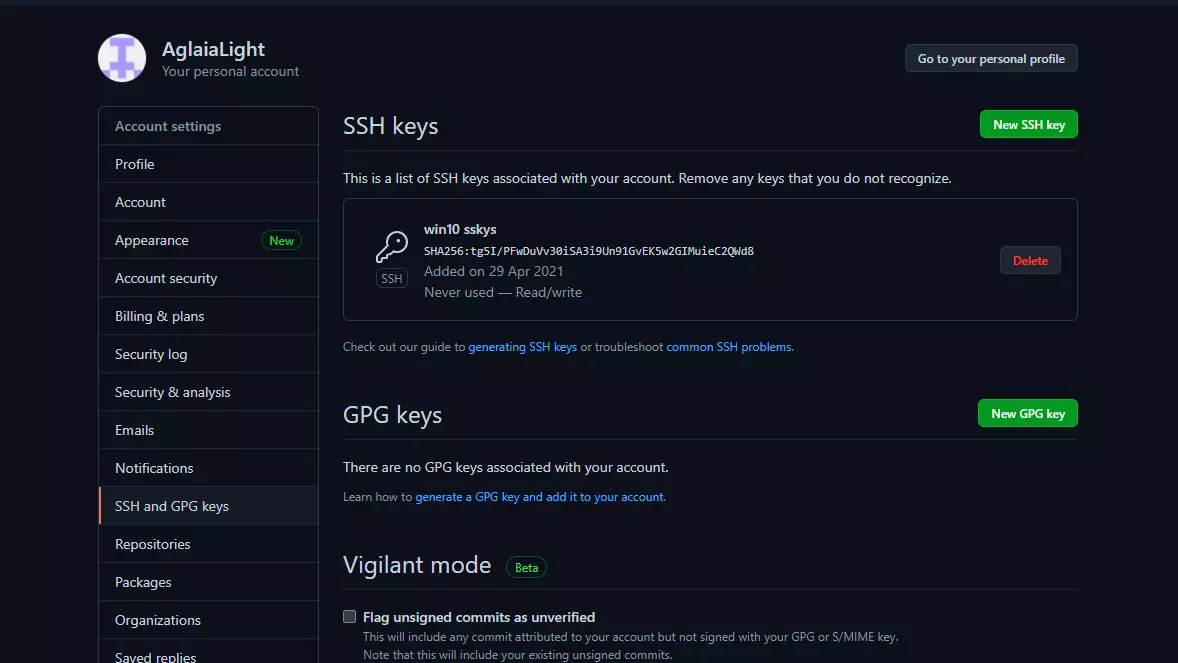 AglaiaLight
Your personal account
Go to your personal profile
Account settings
Profile
Account
Appearance New
Account security
Billing & plans
Security log
Security & analysis
Emails
Notifications
SSH and GPG keys
Repositories
Packages
Organizations
Saved replies
SSH keys
New SSH key
This is a list of SSH keys associated with your account. Remove any keys that you do not recognize.
win10 sskys
SHA256:tg5I/PFwDuVv30iSA3i9Un91GvEK5w2GIMuieC2QWd8
SSH
Added on 29 Apr 2021
Never used — Read/write
Delete
Check out our guide to generating SSH keys or troubleshoot common SSH problems.
GPG keys
New GPG key
There are no GPG keys associated with your account.
Learn how to generate a GPG key and add it to your account.
Vigilant mode Beta
Flag unsigned commits as unverified
This will include any commit attributed to your account but not signed with your GPG or S/MIME key.
Note that this will include your existing unsigned commits.